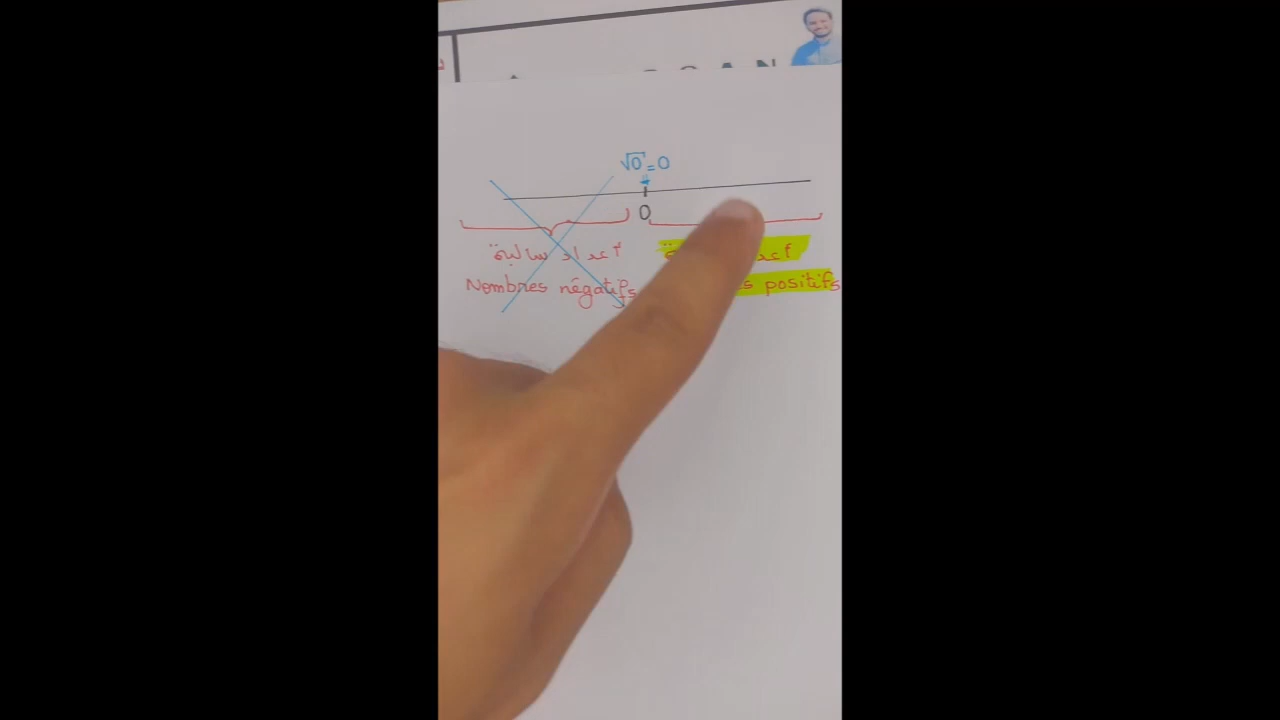 √0 = 0
0
أعداد سالبة
Nombres négatifs
positifs